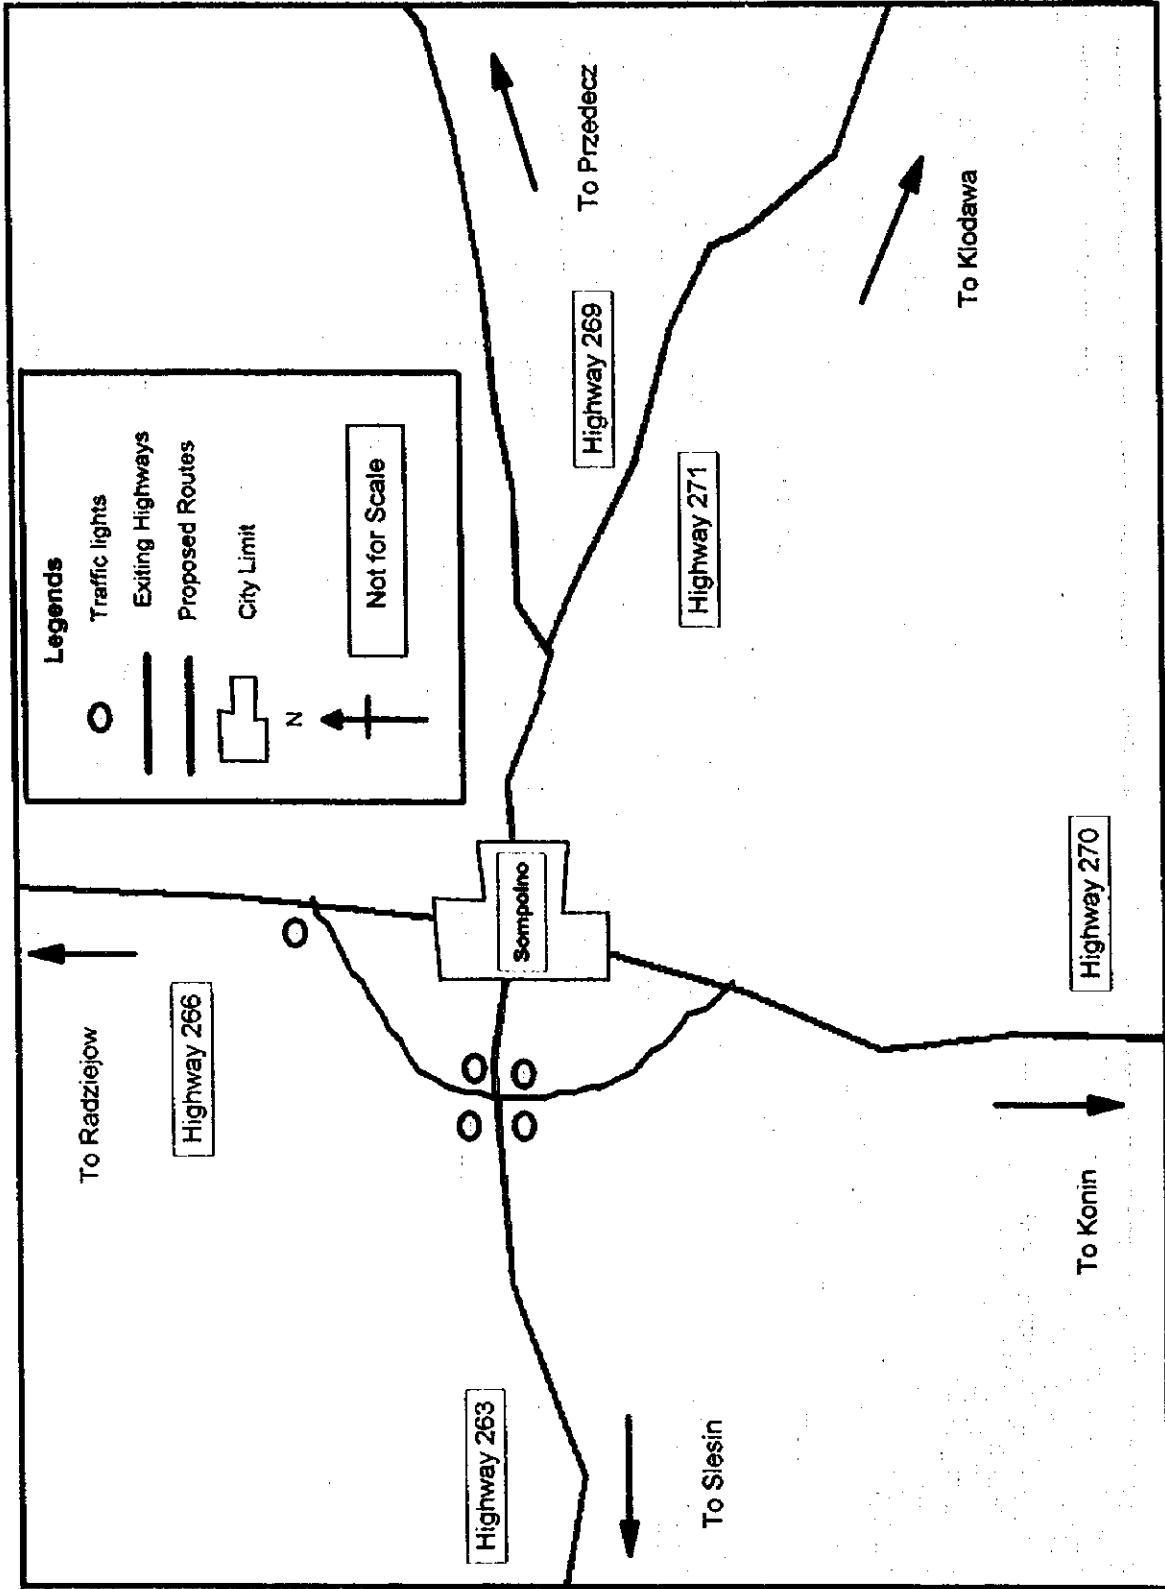 Legends
Traffic lights
Exiting Highways
Proposed Routes
City Limit
N
Not for Scale
To Radziejow
Highway 266
To Przedecz
Highway 269
Highway 263
Sompolno
Highway 271
To Slesin
To Klodawa
Highway 270
To Konin